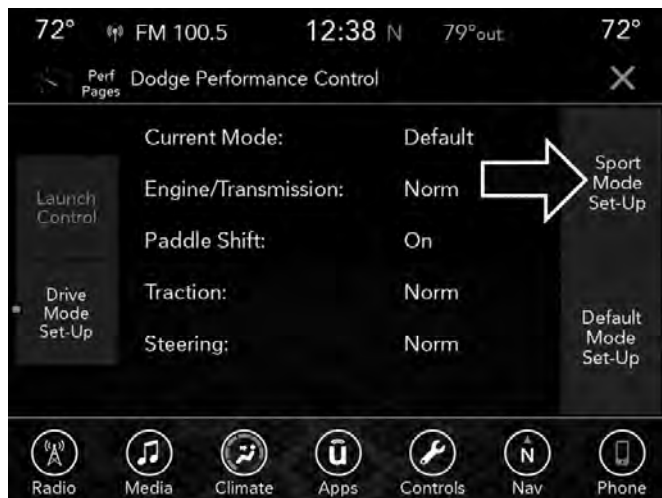 72° FM 100.5 12:38 N 79°out 72°
Perf
Pages
Dodge Performance Control
Current Mode: Default
Engine/Transmission: Norm
Paddle Shift: On
Traction: Norm
Steering: Norm
Launch
Control
Drive
Mode
Set-Up
Sport
Mode
Set-Up
Default
Mode
Set-Up
Radio Media Climate ū Apps Controls N Nav Phone